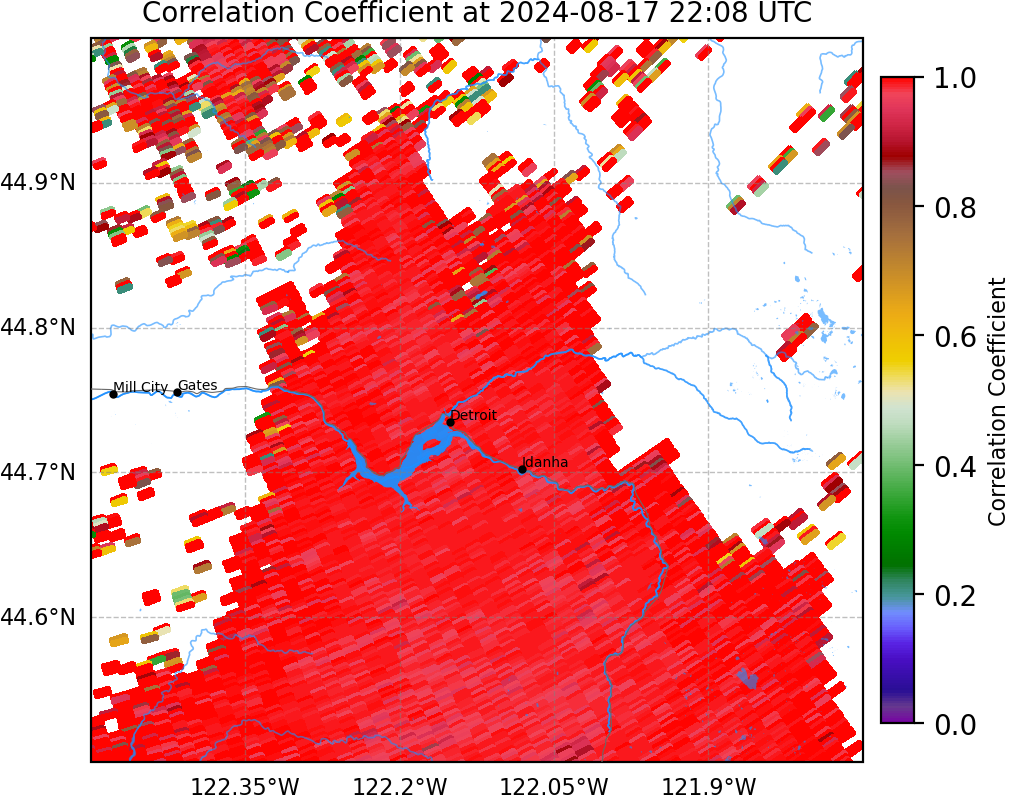 Correlation Coefficient at 2024-08-17 22:08 UTC
1.0
44.9°N
0.8
44.8°N
0.6
Mill City
Gates
Detroit
Idanha
44.7°N
0.4
44.6°N
0.2
0.0
Correlation Coefficient
122.35°W
122.2°W
122.05°W
121.9°W